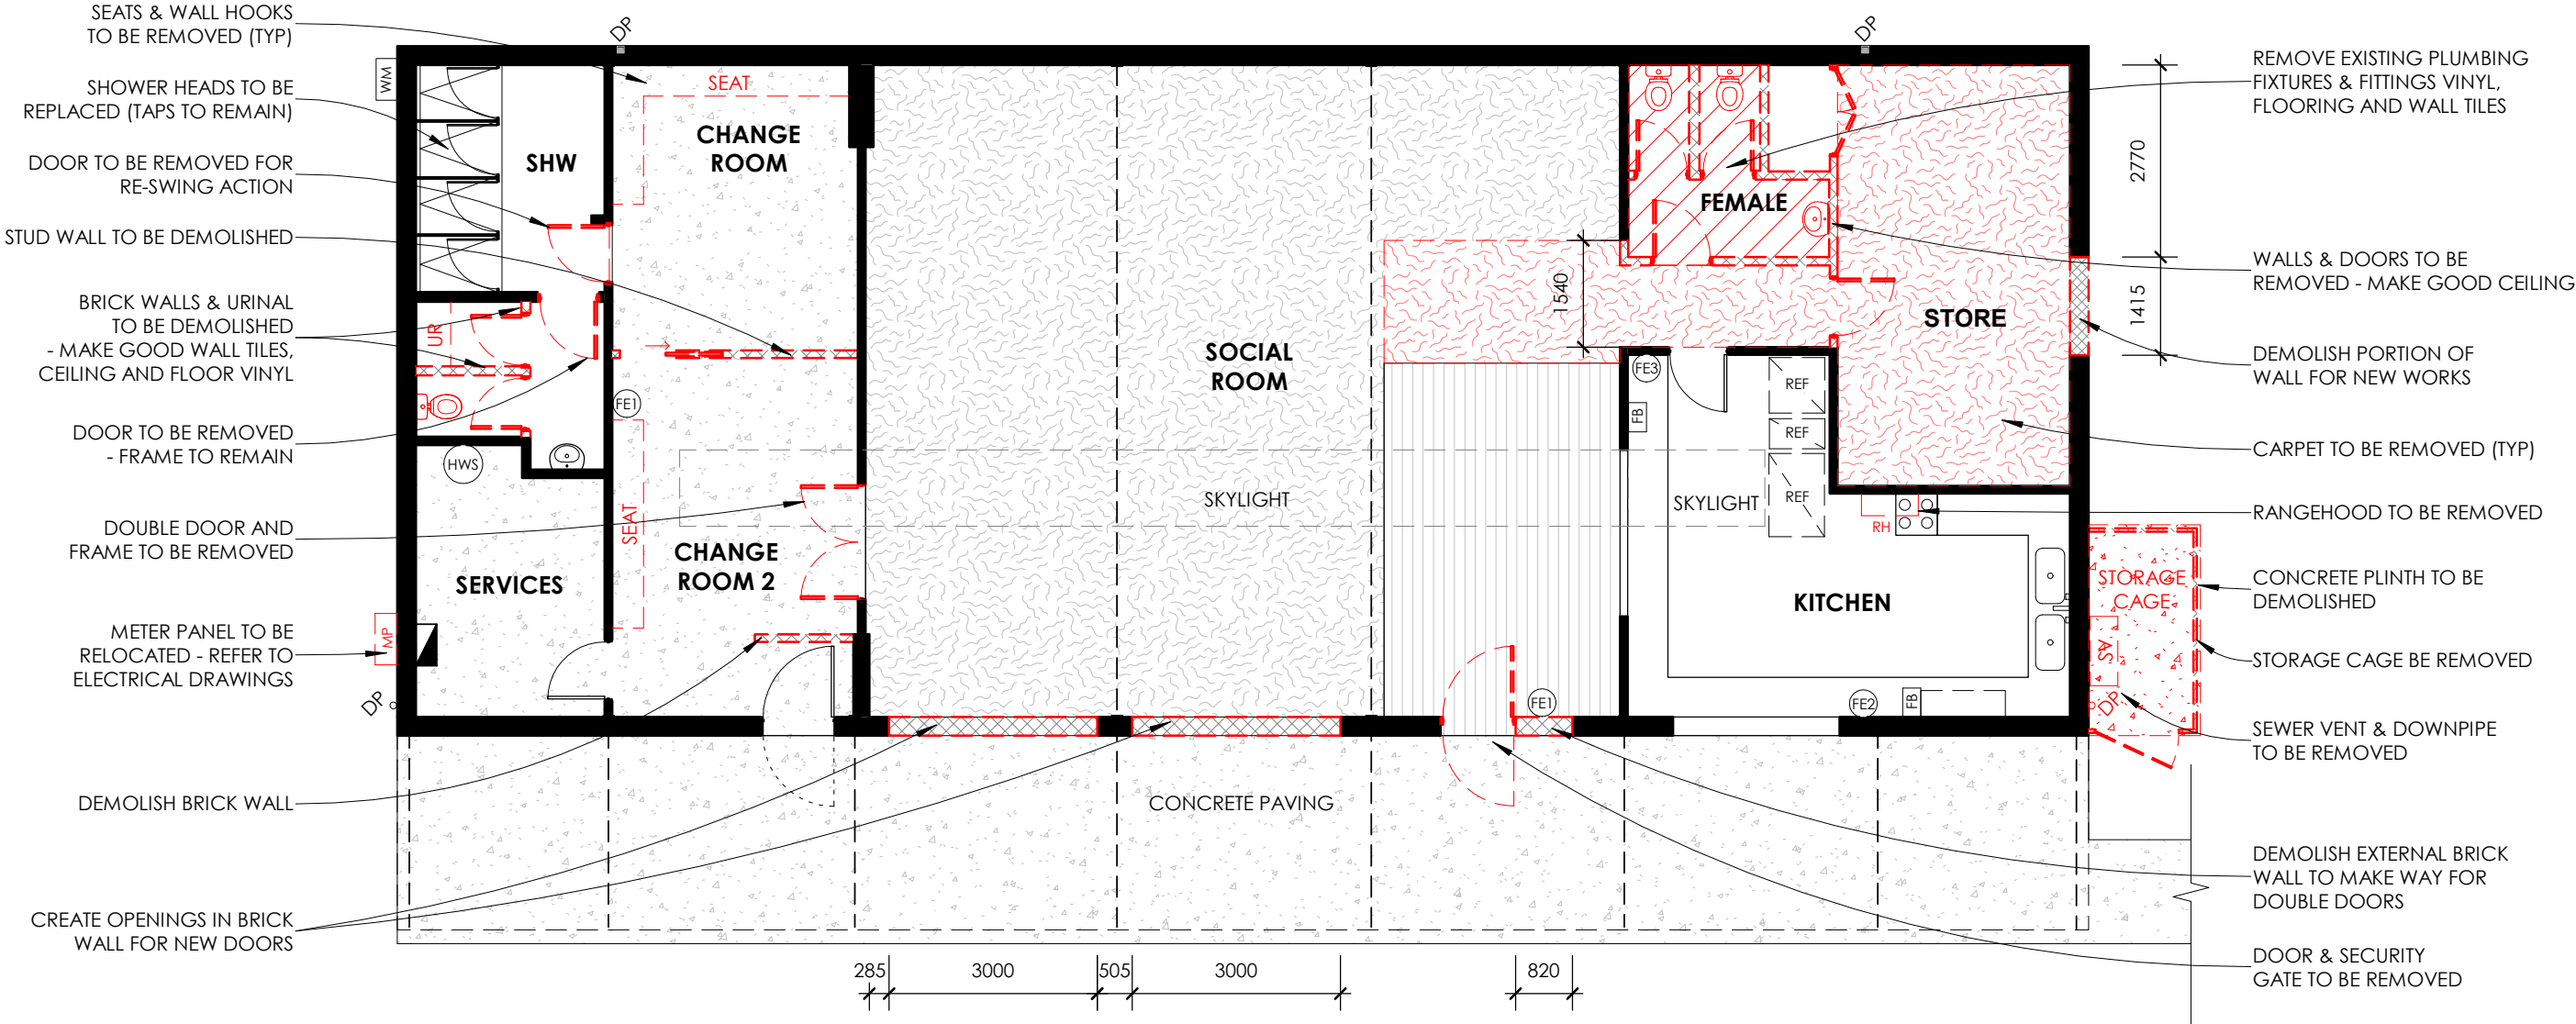 SEATS & WALL HOOKS
TO BE REMOVED (TYP)
SHOWER HEADS TO BE
REPLACED (TAPS TO REMAIN)
DOOR TO BE REMOVED FOR
RE-SWING ACTION
STUD WALL TO BE DEMOLISHED
BRICK WALLS & URINAL
TO BE DEMOLISHED
- MAKE GOOD WALL TILES,
CEILING AND FLOOR VINYL
DOOR TO BE REMOVED
- FRAME TO REMAIN
DOUBLE DOOR AND
FRAME TO BE REMOVED
METER PANEL TO BE
RELOCATED - REFER TO
ELECTRICAL DRAWINGS
DEMOLISH BRICK WALL
CREATE OPENINGS IN BRICK
WALL FOR NEW DOORS
DP
DP
WM
SEAT
CHANGE
ROOM
SHW
UR
FE1
HWS
SEAT
CHANGE
ROOM 2
SERVICES
MP
DP
SOCIAL
ROOM
SKYLIGHT
1540
FEMALE
STORE
FE3
FB
REF
REF
REF
SKYLIGHT
RH
KITCHEN
FE1
FE2
FB
STORAGE
CAGE
SV
DP
CONCRETE PAVING
2770
1415
285
3000
505
3000
820
REMOVE EXISTING PLUMBING
FIXTURES & FITTINGS VINYL,
FLOORING AND WALL TILES
WALLS & DOORS TO BE
REMOVED - MAKE GOOD CEILING
DEMOLISH PORTION OF
WALL FOR NEW WORKS
CARPET TO BE REMOVED (TYP)
RANGEHOOD TO BE REMOVED
CONCRETE PLINTH TO BE
DEMOLISHED
STORAGE CAGE BE REMOVED
SEWER VENT & DOWNPIPE
TO BE REMOVED
DEMOLISH EXTERNAL BRICK
WALL TO MAKE WAY FOR
DOUBLE DOORS
DOOR & SECURITY
GATE TO BE REMOVED